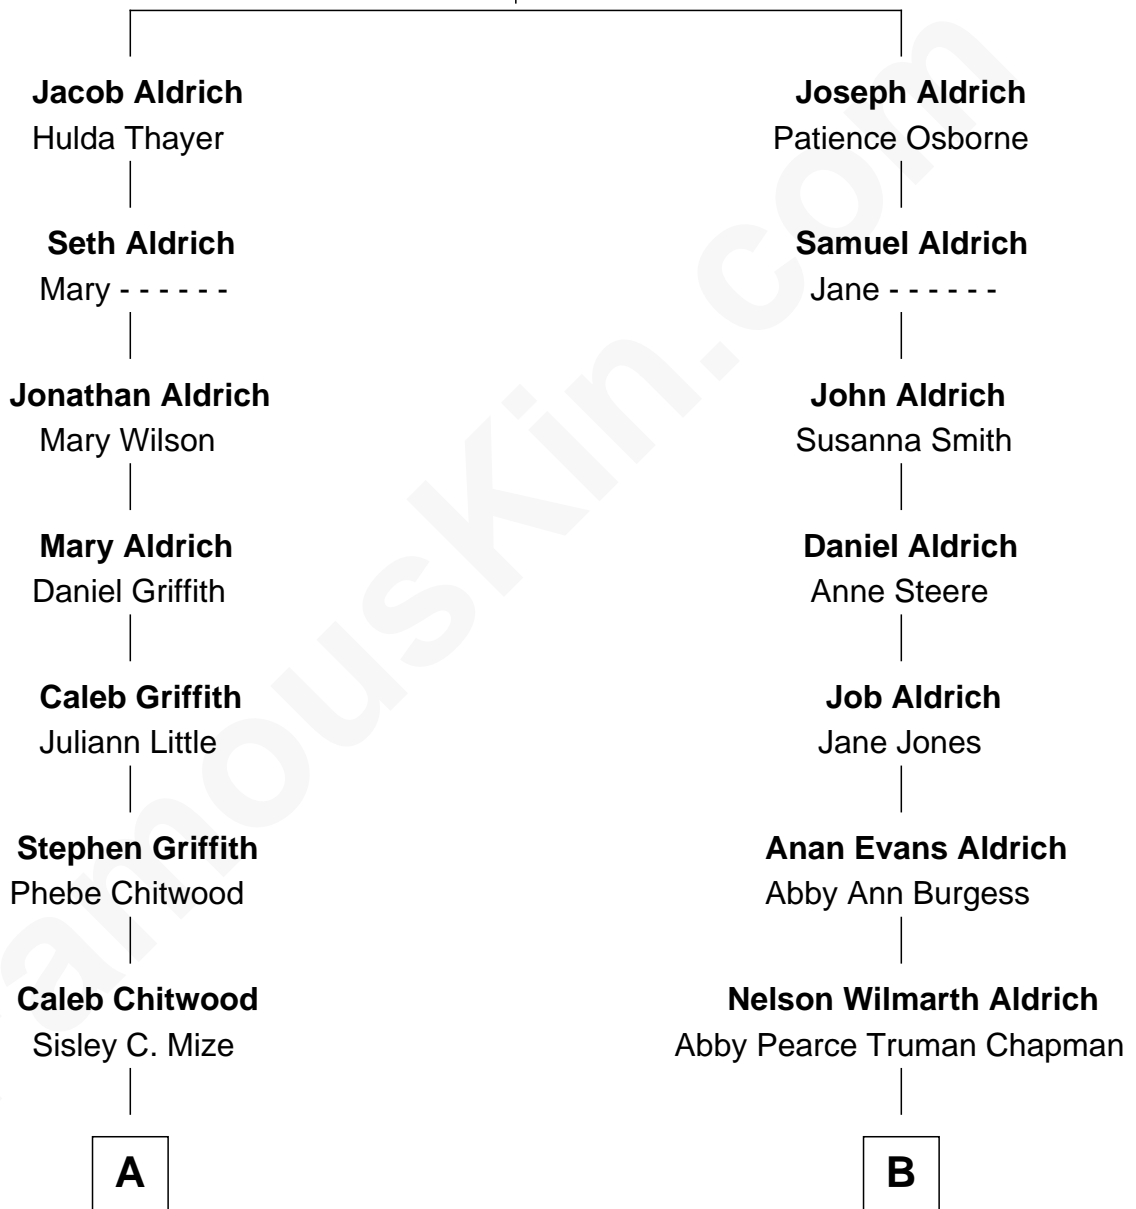 Jacob Aldrich
Hulda Thayer
Seth Aldrich
Mary - - - - - -
Jonathan Aldrich
Mary Wilson
Mary Aldrich
Daniel Griffith
Caleb Griffith
Juliann Little
Stephen Griffith
Phebe Chitwood
Caleb Chitwood
Sisley C. Mize
A
Joseph Aldrich
Patience Osborne
Samuel Aldrich
Jane - - - - - -
John Aldrich
Susanna Smith
Daniel Aldrich
Anne Steere
Job Aldrich
Jane Jones
Anan Evans Aldrich
Abby Ann Burgess
Nelson Wilmarth Aldrich
Abby Pearce Truman Chapman
B
amousKin.com